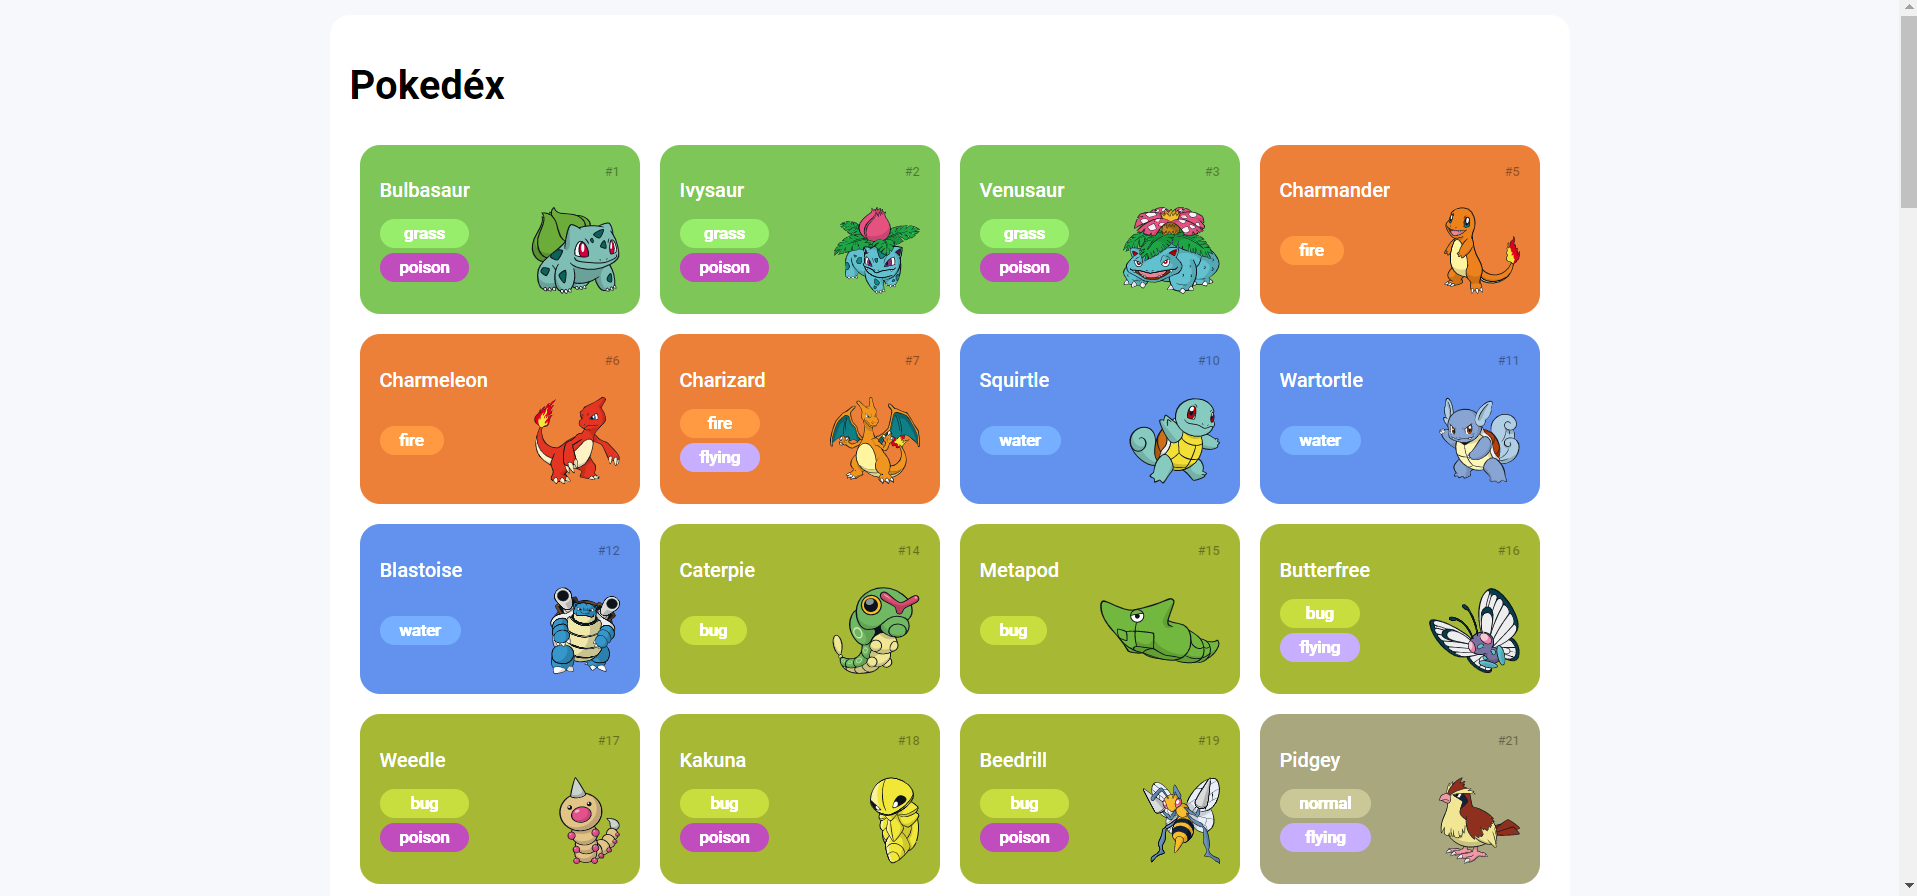 Pokedéx
#1
Bulbasaur
grass
poison
#2
Ivysaur
grass
poison
#3
Venusaur
grass
poison
#5
Charmander
fire
#6
Charmeleon
fire
#7
Charizard
fire
flying
#10
Squirtle
water
#11
Wartortle
water
#12
Blastoise
water
#14
Caterpie
bug
#15
Metapod
bug
#16
Butterfree
bug
flying
#17
Weedle
bug
poison
#18
Kakuna
bug
poison
#19
Beedrill
bug
poison
#21
Pidgey
normal
flying